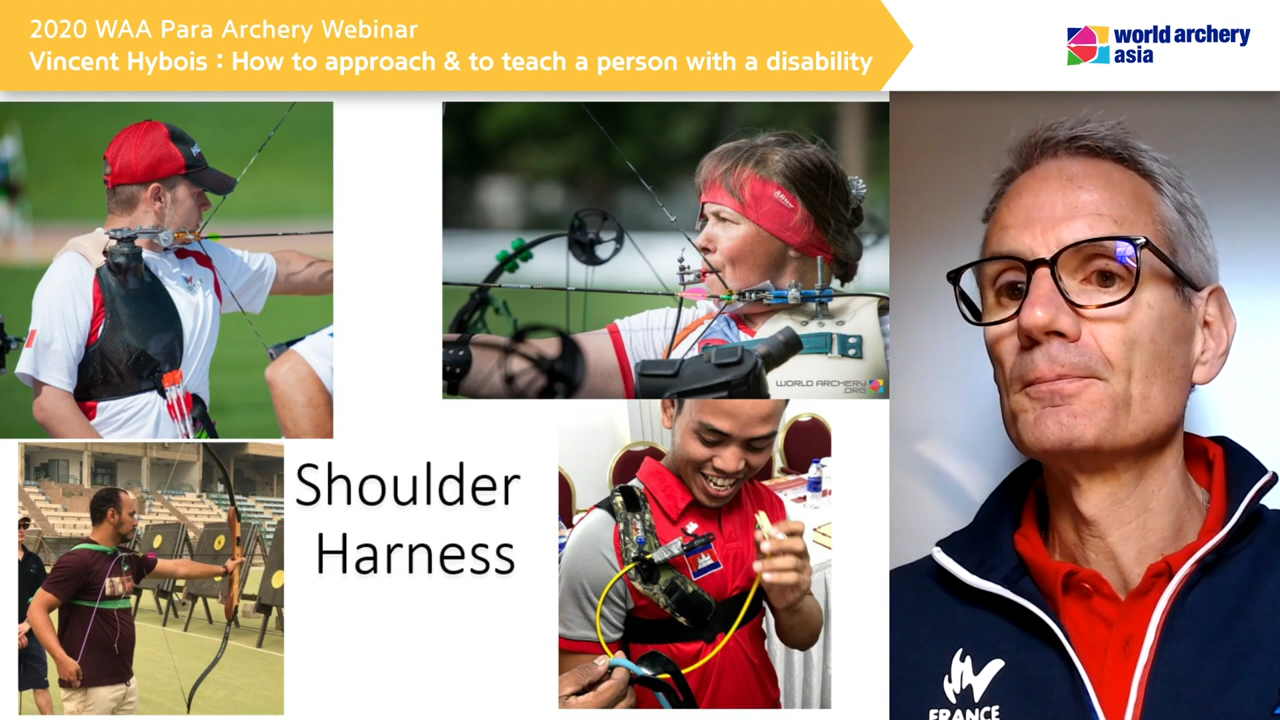 2020 WAA Para Archery Webinar
Vincent Hybois : How to approach & to teach a person with a disability
world archery
asia
WORLD ARCHERY
.ORG
Shoulder
Harness
FRANCE